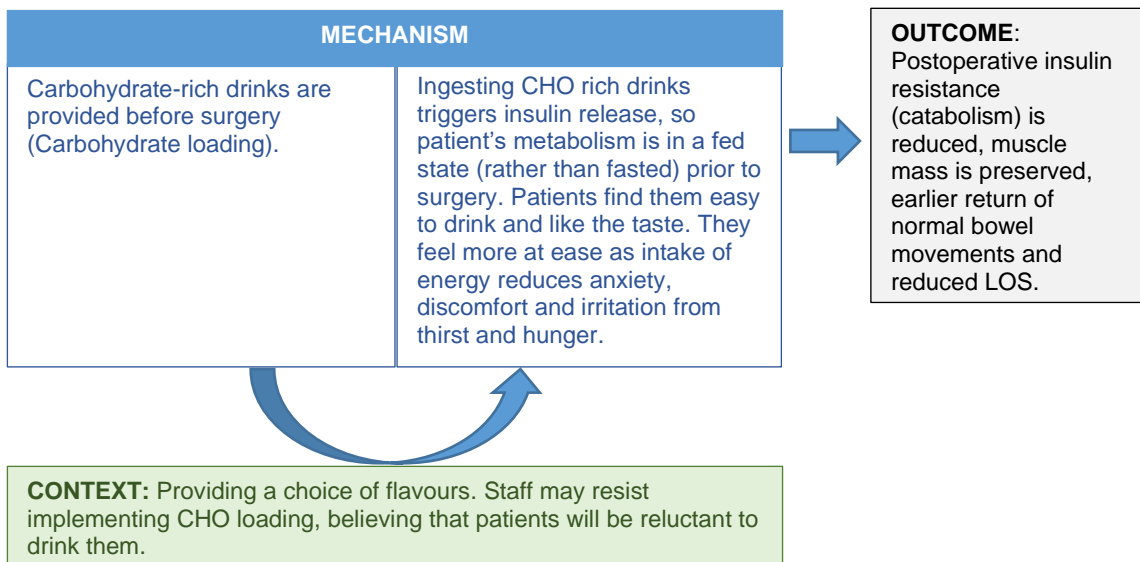 MECHANISM
Carbohydrate-rich drinks are
provided before surgery
(Carbohydrate loading).
Ingesting CHO rich drinks
triggers insulin release, so
patient's metabolism is in a fed
state (rather than fasted) prior to
surgery. Patients find them easy
to drink and like the taste. They
feel more at ease as intake of
energy reduces anxiety,
discomfort and irritation from
thirst and hunger.
OUTCOME:
Postoperative insulin
resistance
(catabolism) is
reduced, muscle
mass is preserved,
earlier return of
normal bowel
movements and
reduced LOS.
CONTEXT: Providing a choice of flavours. Staff may resist
implementing CHO loading, believing that patients will be reluctant to
drink them.